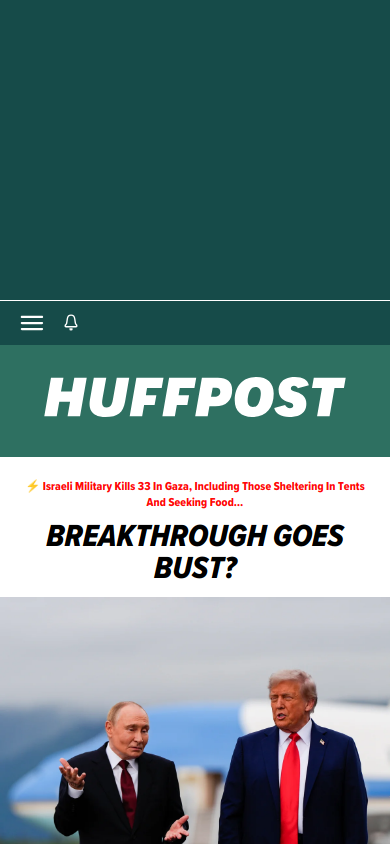 HUFFPOST
⚡ Israeli Military Kills 33 In Gaza, Including Those Sheltering In Tents
And Seeking Food...
BREAKTHROUGH GOES
BUST?